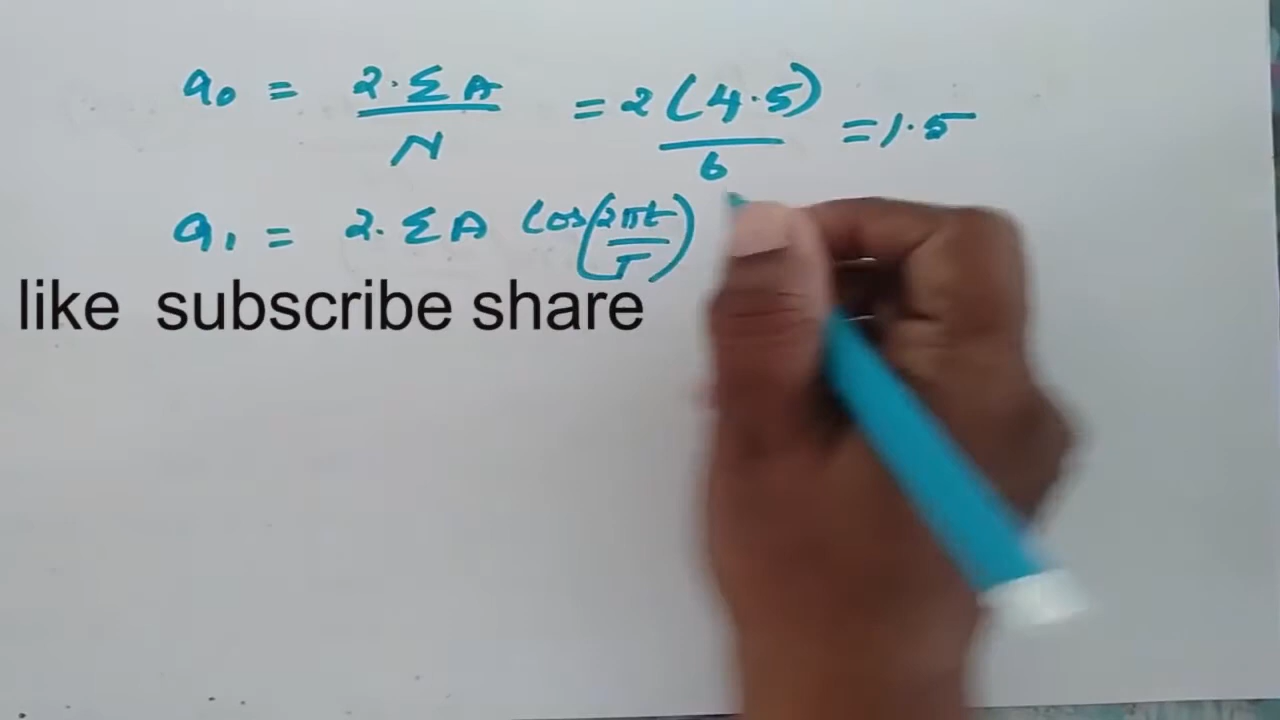 a₀ = 2·ΣA / N = 2(4.5) / 6 = 1.5
a₁ = 2·ΣA Cos(2πt / T)
like subscribe share